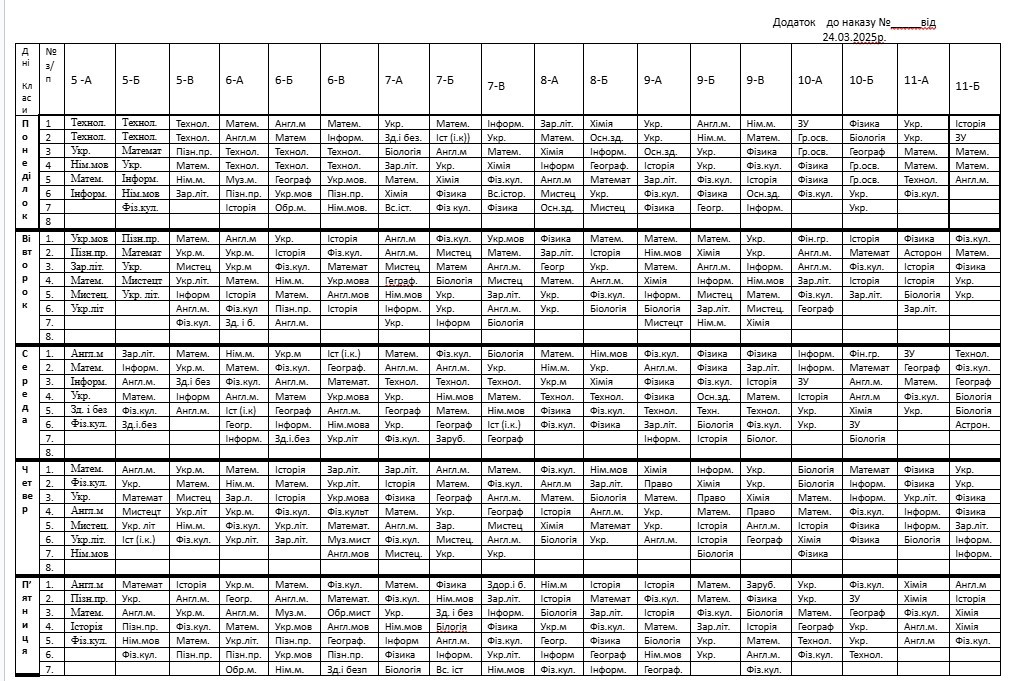 Додаток до наказу №______від
24.03.2025р.
Дні Класи № з/п 5 -А 5-Б 5-В 6-А 6-Б 6-В 7-А 7-Б 7-В 8-А 8-Б 9-А 9-Б 9-В 10-А 10-Б 11-А 11-Б
Понеділок
1 Технол. Технол. Технол. Матем. Англ.м Матем. Укр. Матем. Інформ. Зар.літ. Хімія Укр. Англ.м. Нім.м. ЗУ Фізика Укр. Історія
2 Технол. Технол. Матем. Англ.м Матем Інформ. Зд.і без. Іст (і.к)) Укр. Матем. Осн.зд. Укр. Нім.м. Матем. Гр.осв. Біологія Укр. ЗУ
3 Укр. Математ Пізн.пр. Технол. Технол. Технол. Біологія Англ.м Матем. Хімія Інформ. Осн.зд. Укр. Фізика Гр.осв. Географ Матем. Матем.
4 Нім.мов Укр. Матем. Технол. Технол. Технол. Зар.літ. Укр. Хімія Інформ Географ. Історія Укр. Фіз.кул. Фізика Гр.осв. Матем. Матем.
5 Матем. Інформ. Нім.м. Муз.м. Географ Укр.мов. Матем. Хімія Фіз.кул. Англ.м Математ Зар.літ. Фіз.кул. Історія Фізика Гр.осв. Технол. Англ.м.
6 Інформ. Нім.мов Зар.літ. Пізн.пр. Укр.мов Пізн.пр. Хімія Фізика Вс.істор. Мистец Укр. Фіз.кул. Фізика Осн.зд. Фіз.кул. Укр. Фіз.кул.
7 Фіз.кул. Історія Обр.м. Нім.мов. Вс.іст. Фіз кул. Фізика Осн.зд. Мистец Фізика Геогр. Інформ. Укр.
8
Вівторок
1. Укр.мов Пізн.пр. Матем. Англ.м Укр. Історія Англ.м Фіз.кул. Укр.мов Фізика Матем. Матем. Матем. Укр. Фін.гр. Історія Фізика Фіз.кул.
2. Пізн.пр. Математ Укр.м. Укр.м. Історія Фіз.кул. Англ.м. Мистец Матем. Зар.літ. Історія Нім.мов Хімія Укр. Англ.м. Математ Асторон Матем.
3. Зар.літ. Укр. Мистец Укр.м Фіз.кул. Математ Мистец Матем Англ.м. Геогр Укр. Матем. Англ.м. Інформ. Англ.м. Фіз.кул. Історія Фізика
4. Матем. Мистецт Укр.літ. Матем. Нім.м. Укр.мова Геграф. Біологія Мистец Матем. Англ.м. Хімія Інформ. Нім.мов Зар.літ. Історія Історія Укр.
5. Мистец. Укр. літ. Інформ Історія Матем. Англ.мов Нім.мов Укр. Зар.літ. Укр. Фіз.кул. Інформ. Мистец Матем. Фіз.кул. Зар.літ. Біологія Укр.
6. Укр.літ Англ.м. Фіз.кул Пізн.пр. Історія Інформ. Укр. Англ.м. Укр. Біологія Біологія Зар.літ. Мистец. Географ Зар.літ.
7. Фіз.кул. Зд. і б. Англ.м. Укр. Інформ Біологія Мистецт Нім.м. Хімія
8.
Середа
1. Англ.м Зар.літ. Матем. Нім.м. Укр.м Іст (і.к.) Матем. Фіз.кул. Біологія Матем. Нім.мов Фіз.кул. Фізика Фізика Інформ. Фін.гр. ЗУ Технол.
2. Матем. Інформ. Укр.м. Матем. Фіз.кул. Географ. Англ.м. Англ.м. Укр. Нім.м. Укр. Англ.м. Фізика Зар.літ. Інформ. Математ Географ Фіз.кул.
3. Інформ. Англ.м. Зд.і без Фіз.кул. Англ.м. Математ. Технол. Технол. Технол. Укр.м Хімія Фізика Фіз.кул. Історія ЗУ Англ.м. Матем. Географ
4. Укр. Матем. Інформ Англ.м Матем Укр.мова Укр. Нім.мов Матем. Технол. Технол. Фізика Осн.зд. Матем. Історія Англ.м Фіз.кул. Біологія
5. Зд. і без Фіз.кул. Англ.м. Іст (і.к) Географ Англ.м. Географ Матем Нім.мов Фізика Фіз.кул. Технол. Техн. Технол. Укр. Хімія Укр. Біологія
6. Фіз.кул. Зд.і.без Геогр. Інформ. Нім.мова Укр. Географ Іст (і.к.) Фіз.кул. Фізика Зар.літ. Біологія Фіз.кул. Укр. ЗУ Астрон.
7. Інформ. Зд.і.без. Укр.літ Фіз.кул. Заруб. Географ Інформ. Історія Біолог. Біологія
8.
Четвер
1. Матем. Англ.м. Укр.м. Матем. Історія Зар.літ. Зар.літ. Англ.м. Матем. Фіз.кул. Нім.мов Хімія Інформ. Укр. Біологія Математ Фізика Укр.
2. Фіз.кул. Укр. Матем. Нім.м. Матем. Укр.літ. Історія Матем. Фіз.кул. Англ.м Зар.літ. Право Хімія Укр. Біологія Інформ. Фізика Укр.
3. Укр. Математ Мистец Зар.л. Історія Укр.мова Фізика Географ Англ.м. Матем. Біологія Матем. Право Хімія Матем. Інформ. Укр.літ. Фізика
4. Англ.м Мистецт Укр.літ Укр.м. Фіз.кул. Фіз.культ Матем. Укр. Географ Історія Англ.м. Укр. Матем. Право Матем. Фіз.кул. Інформ. Фізика
5. Мистец. Укр. літ Нім.м. Фіз.кул. Укр.літ. Математ. Англ.м. Зар. Мистец Хімія Математ Укр. Історія Англ.м. Історія Фізика Інформ. Зар.літ.
6. Укр.літ. Іст (і.к.) Фіз.кул. Укр.літ. Зар.літ. Муз.мист Фіз.кул. Мистец. Англ.м. Біологія Укр. Англ.м. Історія Географ Хімія Фізика Біологія Інформ.
7. Нім.мов Англ.мов Мистец. Укр. Укр. Біологія Фізика Інформ.
8.
П’ятниця
1. Англ.м Математ Історія Укр.м. Матем. Фіз.кул. Матем. Фізика Здор.і б. Нім.м Історія Історія Матем. Заруб. Укр. Фіз.кул. Хімія Англ.м
2. Пізн.пр. Укр. Англ.м. Геогр. Інформ. Математ. Фіз.кул. Нім.мов Зар.літ. Історія Матем. Матем. Історія Фіз.кул. Укр. ЗУ Хімія Історія
3. Матем. Англ.м. Укр.м. Англ.м. Муз.м. Обр.мист Укр. Зд. і без Інформ. Біологія Зар.літ. Історія Фіз.кул. Біологія Матем. Географ Фіз.кул. Хімія
4. Історія Пізн.пр. Фіз.кул. Матем. Укр.мов Англ.мов Нім.мов Білогія Фізика Укр.м Фіз.кул. Матем. Зар.літ. Історія Географ Укр. Англ.м. Хімія
5. Фіз.кул. Нім.мов Матем. Укр.літ. Пізн.пр. Географ. Інформ Англ.м. Фіз.кул. Геогр. Фізика Біологія Укр. Матем. Технол. Укр. Англ.м Фіз.кул.
6. Фіз.кул. Пізн.пр. Пізн.пр. Укр.мов Пізн.пр. Фізика Інформ. Укр.літ. Інформ Географ Нім.мов Укр. Англ.м. Фіз.кул. Технол.
7. Обр.м. Нім.м. Зд.і безп Біологія Вс. іст Нім.мов Фіз.кул. Інформ. Географ. Фіз.кул.